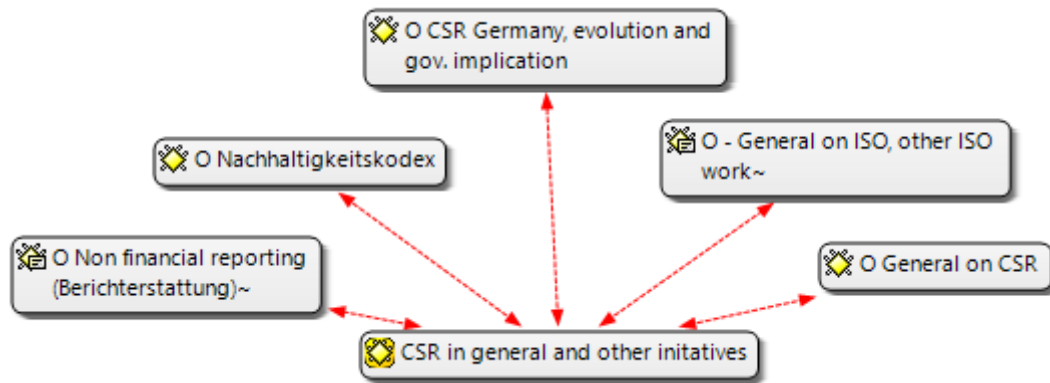 O CSR Germany, evolution and
gov. implication
O Nachhaltigkeitskodex
O - General on ISO, other ISO
work~
O Non financial reporting
(Berichterstattung)~
O General on CSR
CSR in general and other initatives